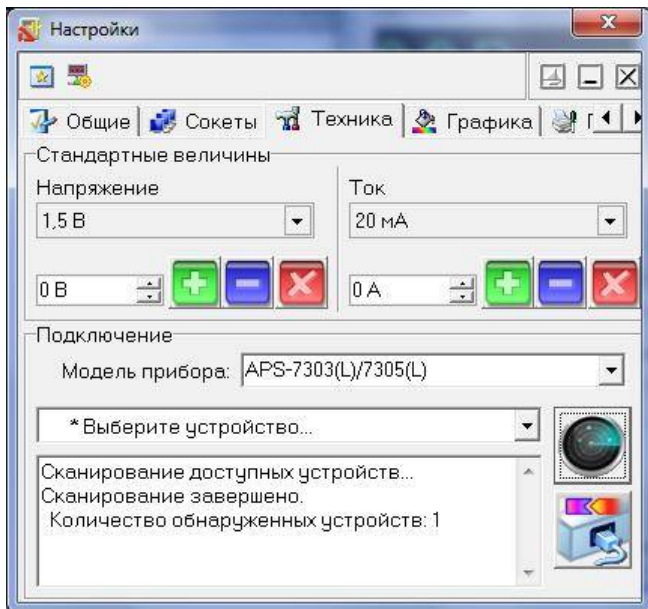 Настройки
Общие Сокеты Техника Графика
Стандартные величины
Напряжение Ток
1,5 В 20 мА
0 В 0 А
Подключение
Модель прибора: APS-7303(L)/7305(L)
* Выберите устройство...
Сканирование доступных устройств...
Сканирование завершено.
Количество обнаруженных устройств: 1